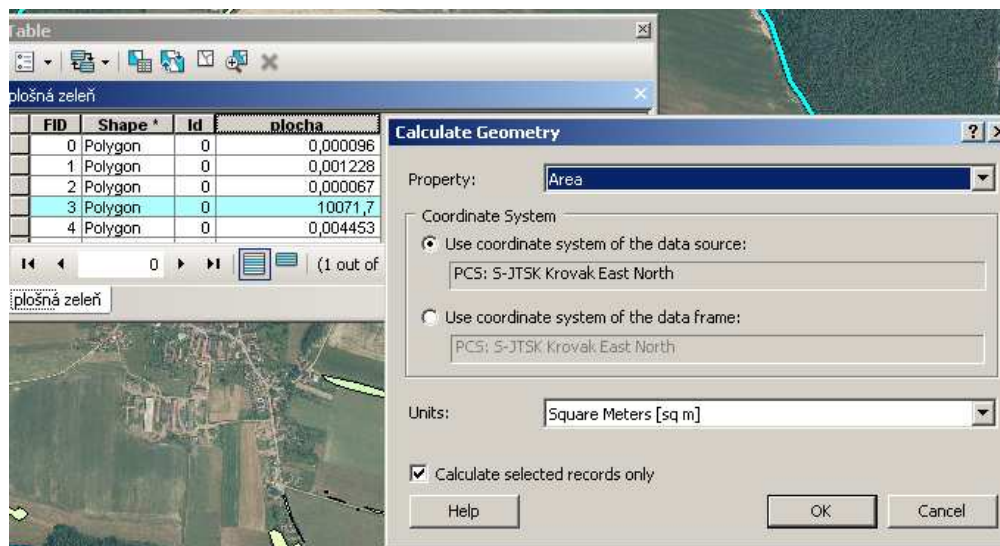 Table
plošná zeleň
FID Shape * Id plocha
0 Polygon 0 0,000096
1 Polygon 0 0,001228
2 Polygon 0 0,000067
3 Polygon 0 10071,7
4 Polygon 0 0,004453
0 (1 out of
plošná zeleň
Calculate Geometry
Property: Area
Coordinate System
Use coordinate system of the data source:
PCS: S-JTSK Krovak East North
Use coordinate system of the data frame:
PCS: S-JTSK Krovak East North
Units: Square Meters [sq m]
Calculate selected records only
Help OK Cancel